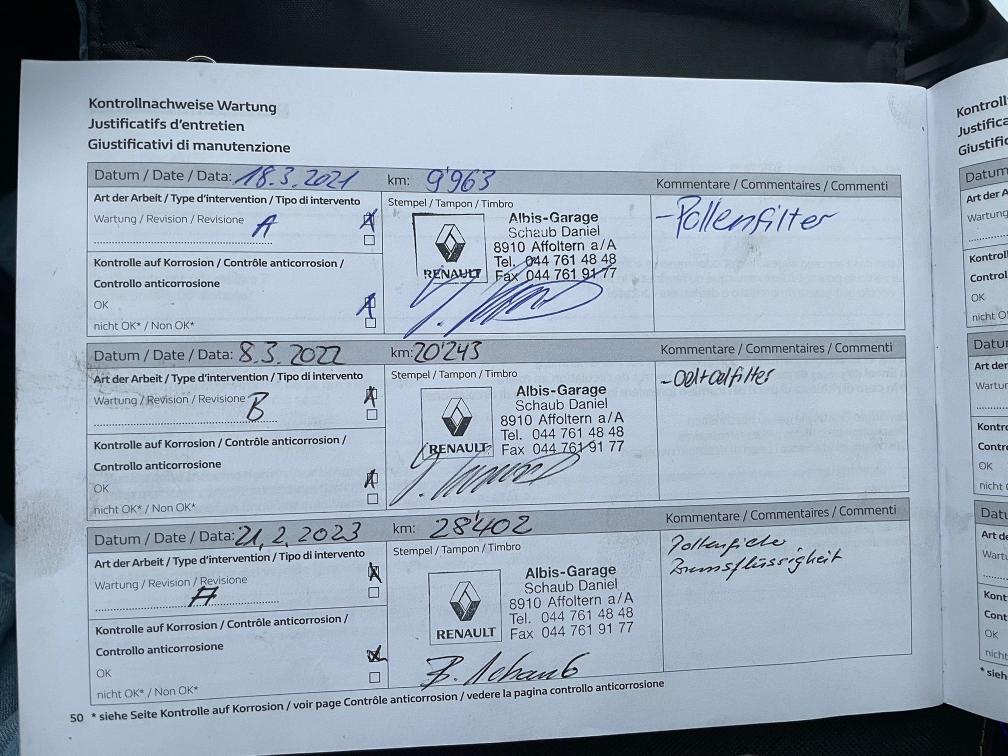 Kontrollnachweise Wartung
Justificatifs d'entretien
Giustificativi di manutenzione
Datum / Date / Data: 18.3.2021 km: 9'963 Kommentare / Commentaires / Commenti
Art der Arbeit / Type d'intervention / Tipo di intervento
Wartung / Revision / Revisione A
Kontrolle auf Korrosion / Contrôle anticorrosion /
Controllo anticorrosione
OK
nicht OK* / Non OK*
Stempel / Tampon / Timbro
RENAULT
Albis-Garage
Schaub Daniel
8910 Affoltern a/A
Tel. 044 761 48 48
Fax 044 761 91 77
- Pollenfilter
Datum / Date / Data: 8.3.2022 km: 20'243 Kommentare / Commentaires / Commenti
Art der Arbeit / Type d'intervention / Tipo di intervento
Wartung / Revision / Revisione B
Kontrolle auf Korrosion / Contrôle anticorrosion /
Controllo anticorrosione
OK
nicht OK* / Non OK*
Stempel / Tampon / Timbro
RENAULT
Albis-Garage
Schaub Daniel
8910 Affoltern a/A
Tel. 044 761 48 48
Fax 044 761 91 77
- Oel+Oelfilter
Datum / Date / Data: 21.2.2023 km: 28'402 Kommentare / Commentaires / Commenti
Art der Arbeit / Type d'intervention / Tipo di intervento
Wartung / Revision / Revisione
A
Kontrolle auf Korrosion / Contrôle anticorrosion /
Controllo anticorrosione
OK
nicht OK* / Non OK*
Stempel / Tampon / Timbro
RENAULT
Albis-Garage
Schaub Daniel
8910 Affoltern a/A
Tel. 044 761 48 48
Fax 044 761 91 77
B. Schaub
Bremsflüssigkeit
50 * siehe Seite Kontrolle auf Korrosion / voir page Contrôle anticorrosion / vedere la pagina controllo anticorrosione